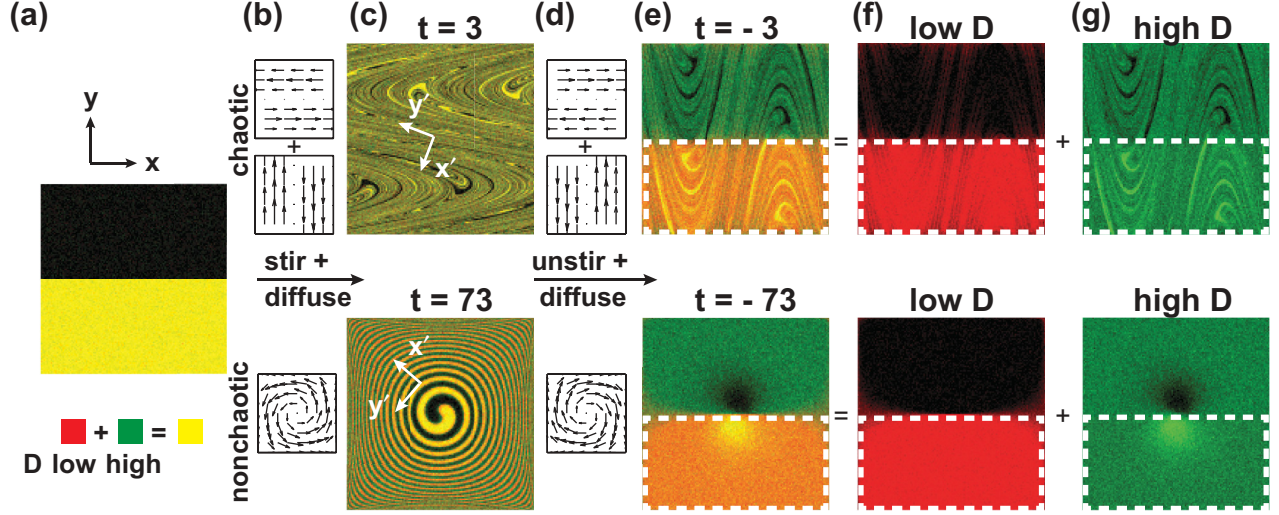 (a)
(b)
(c)
(d)
(e)
(f)
(g)
t = 3
t = - 3
low D
high D
y
x
chaotic
+
y′
x′
+
=
+
stir +
diffuse
unstir +
diffuse
t = 73
t = - 73
low D
high D
nonchaotic
x′
y′
=
+
+ =
D low high